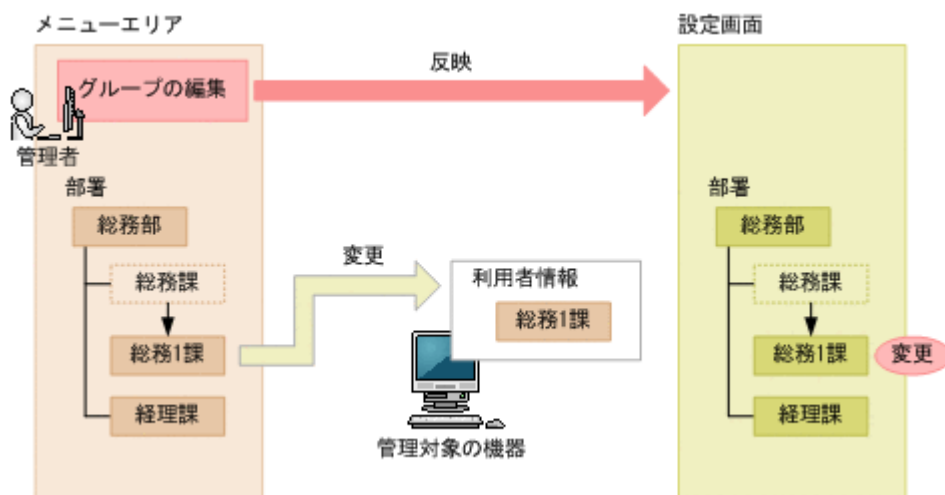 メニューエリア
設定画面
グループの編集
反映
管理者
部署
総務部
総務課
総務1課
経理課
変更
利用者情報
総務1課
管理対象の機器
部署
総務部
総務課
総務1課
変更
経理課